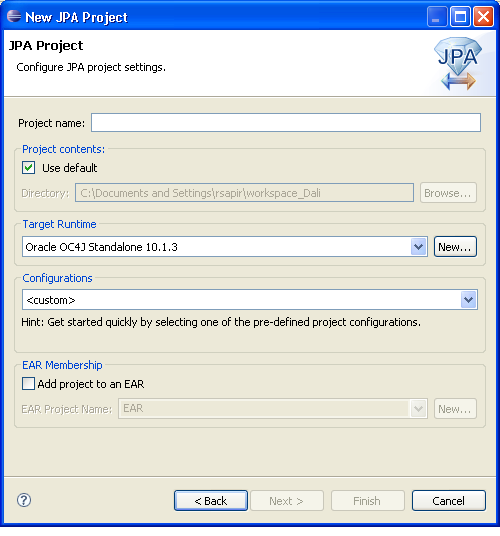 New JPA Project
JPA Project
Configure JPA project settings.
JPA
Project name:
Project contents:
Use default
Directory: C:\Documents and Settings\rsapir\workspace_Dali Browse...
Target Runtime
Oracle OC4J Standalone 10.1.3 New...
Configurations
<custom>
Hint: Get started quickly by selecting one of the pre-defined project configurations.
EAR Membership
Add project to an EAR
EAR Project Name: EAR New...
? < Back Next > Finish Cancel